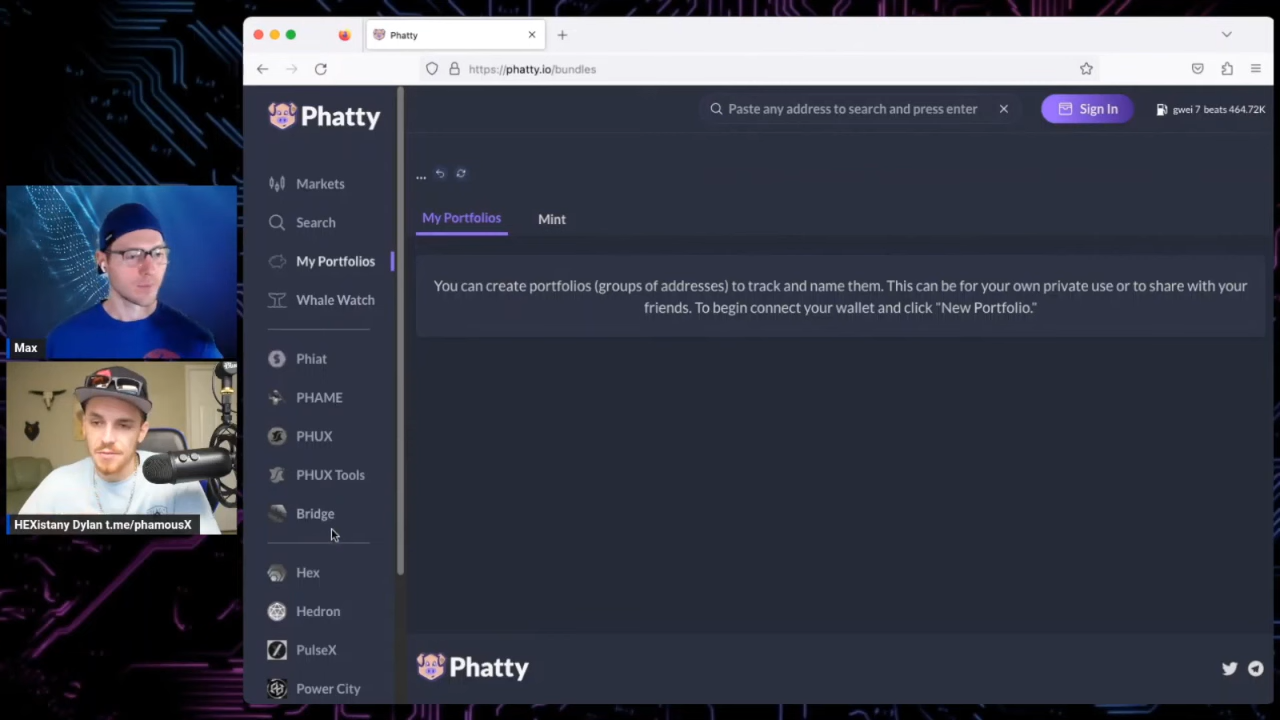 Phatty
https://phatty.io/bundles
Phatty
Paste any address to search and press enter
Sign In
gwei 7 beats 464.72K
Markets
Search
My Portfolios
Whale Watch
Phiat
PHAME
PHUX
PHUX Tools
Bridge
Hex
Hedron
PulseX
Power City
...
My Portfolios
Mint
You can create portfolios (groups of addresses) to track and name them. This can be for your own private use or to share with your
friends. To begin connect your wallet and click "New Portfolio."
Phatty
Max
HEXistany Dylan t.me/phamousX